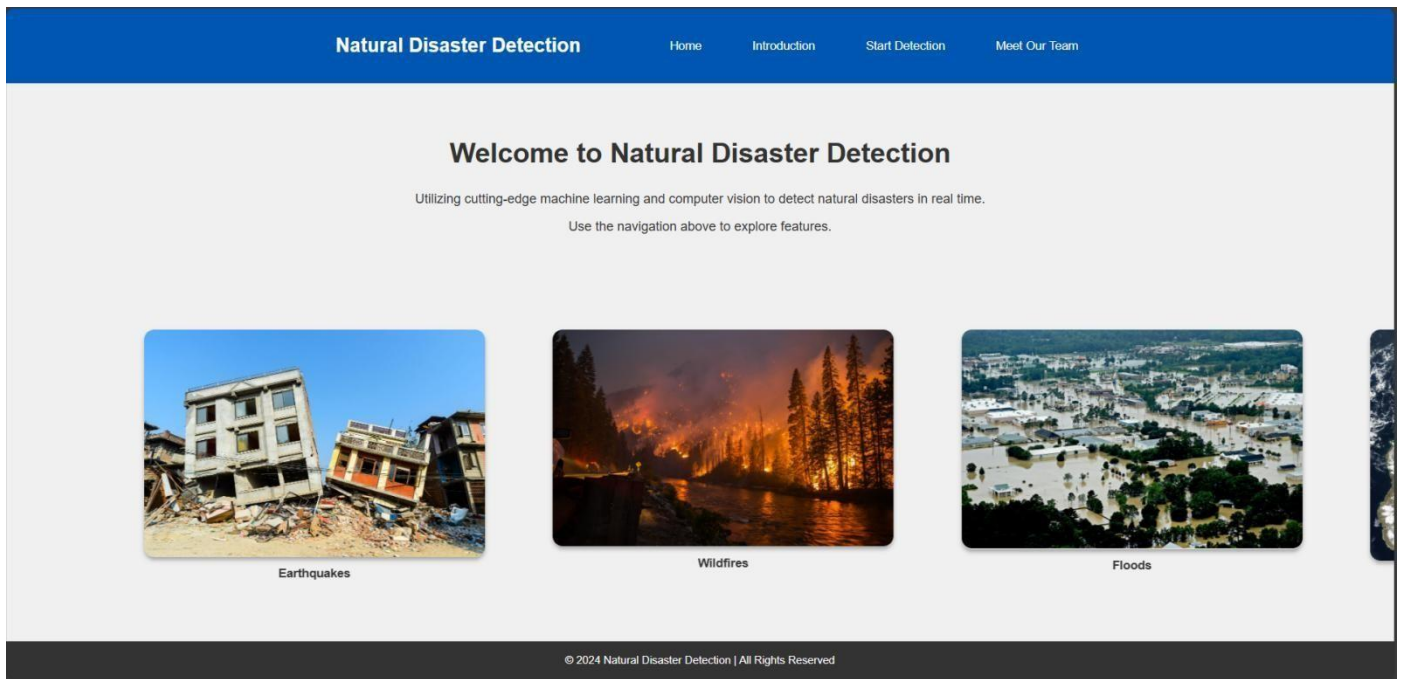 Natural Disaster Detection
Home
Introduction
Start Detection
Meet Our Team
Welcome to Natural Disaster Detection
Utilizing cutting-edge machine learning and computer vision to detect natural disasters in real time.
Use the navigation above to explore features.
Earthquakes
Wildfires
Floods
© 2024 Natural Disaster Detection | All Rights Reserved